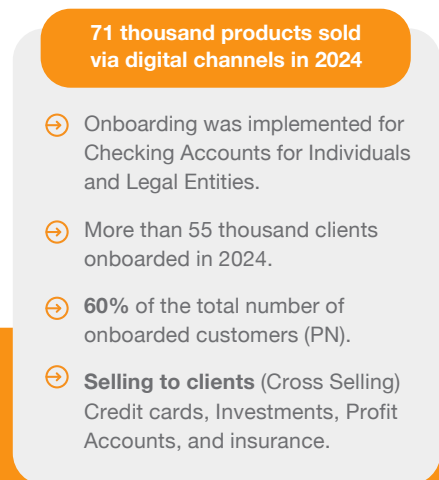 71 thousand products sold
via digital channels in 2024
Onboarding was implemented for
Checking Accounts for Individuals
and Legal Entities.
More than 55 thousand clients
onboarded in 2024.
60% of the total number of
onboarded customers (PN).
Selling to clients (Cross Selling)
Credit cards, Investments, Profit
Accounts, and insurance.